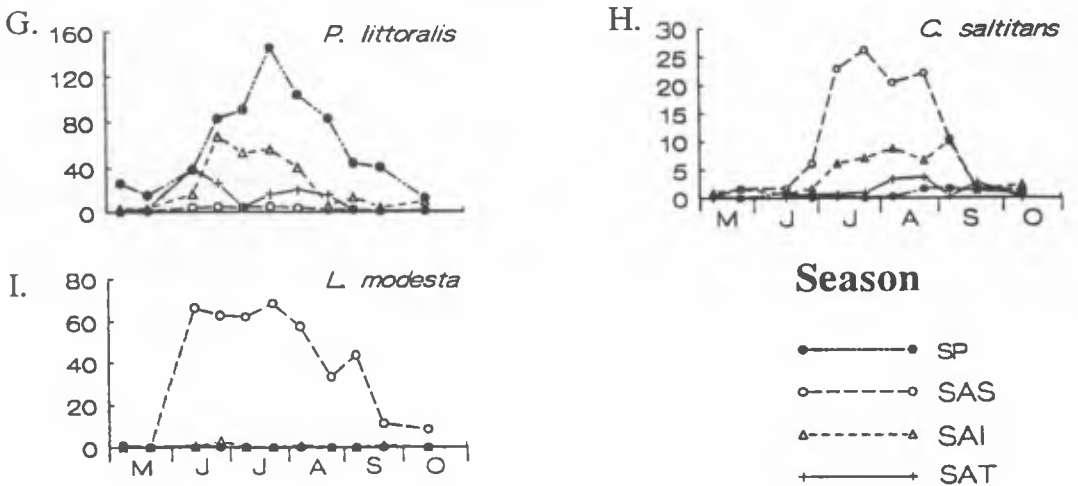 G. P. littoralis
160
120
80
40
0
H. C. saltitans
30
25
20
15
10
5
0
M J J A S O
I. L. modesta
80
60
40
20
0
M J J A S O
Season
SP
SAS
SAI
SAT